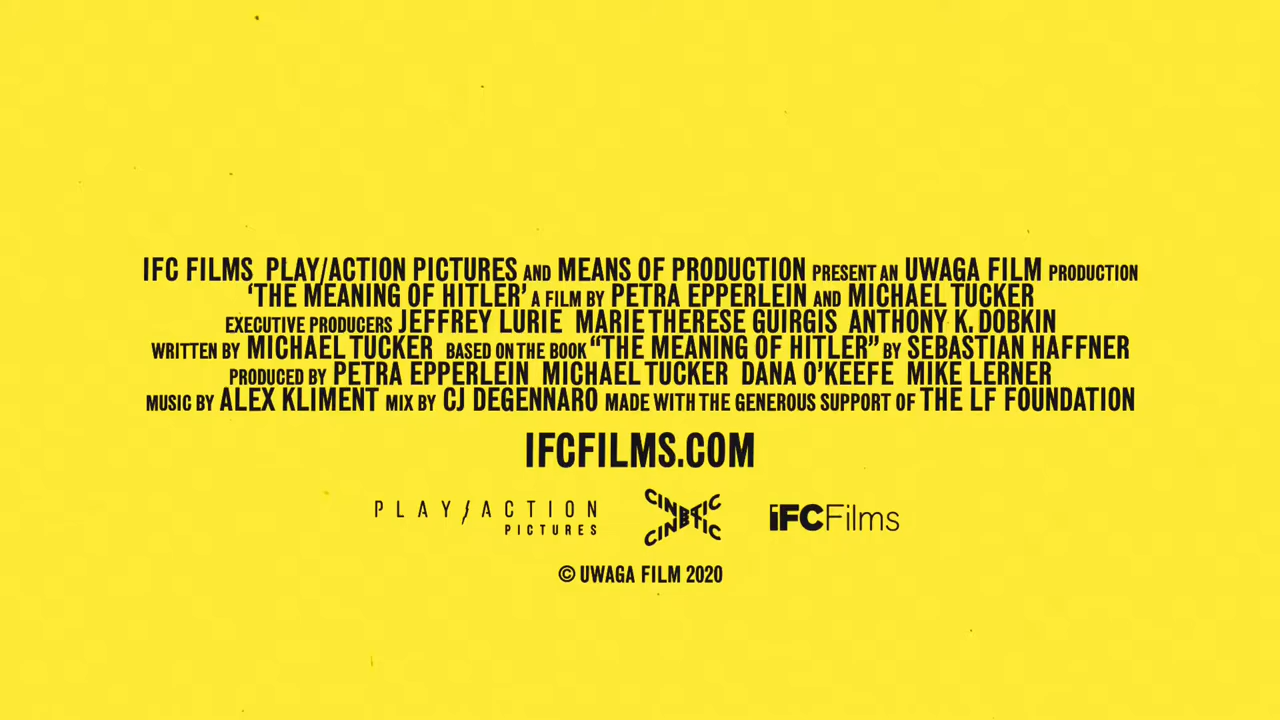 IFC FILMS PLAY/ACTION PICTURES AND MEANS OF PRODUCTION PRESENT AN UWAGA FILM PRODUCTION
'THE MEANING OF HITLER' A FILM BY PETRA EPPERLEIN AND MICHAEL TUCKER
EXECUTIVE PRODUCERS JEFFREY LURIE MARIE THERESE GUIRGIS ANTHONY K. DOBKIN
WRITTEN BY MICHAEL TUCKER BASED ON THE BOOK "THE MEANING OF HITLER" BY SEBASTIAN HAFFNER
PRODUCED BY PETRA EPPERLEIN MICHAEL TUCKER DANA O'KEEFE MIKE LERNER
MUSIC BY ALEX KLIMENT MIX BY CJ DEGENNARO MADE WITH THE GENEROUS SUPPORT OF THE LF FOUNDATION
IFCFILMS.COM
PLAY/ACTION
PICTURES
CINETIC
CINETIC
IFC Films
© UWAGA FILM 2020